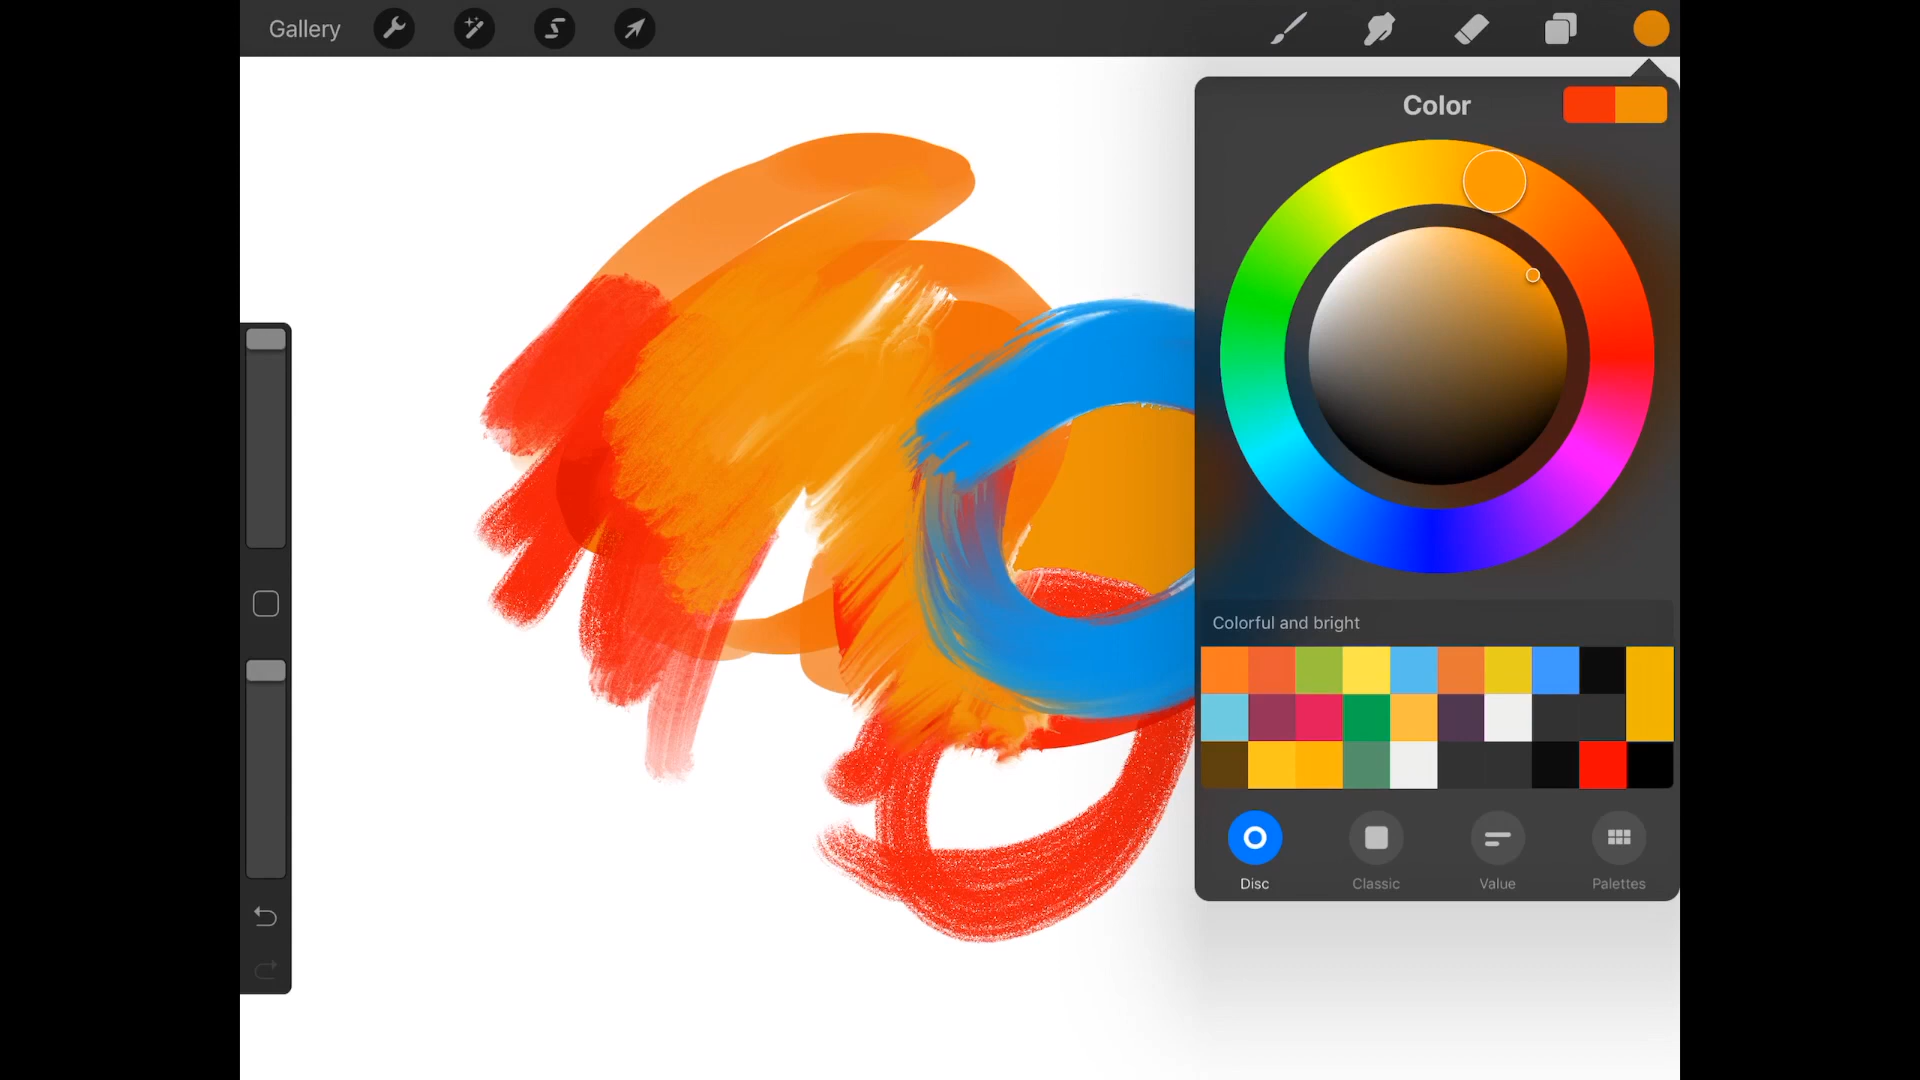 Gallery
Color
Colorful and bright
Disc
Classic
Value
Palettes